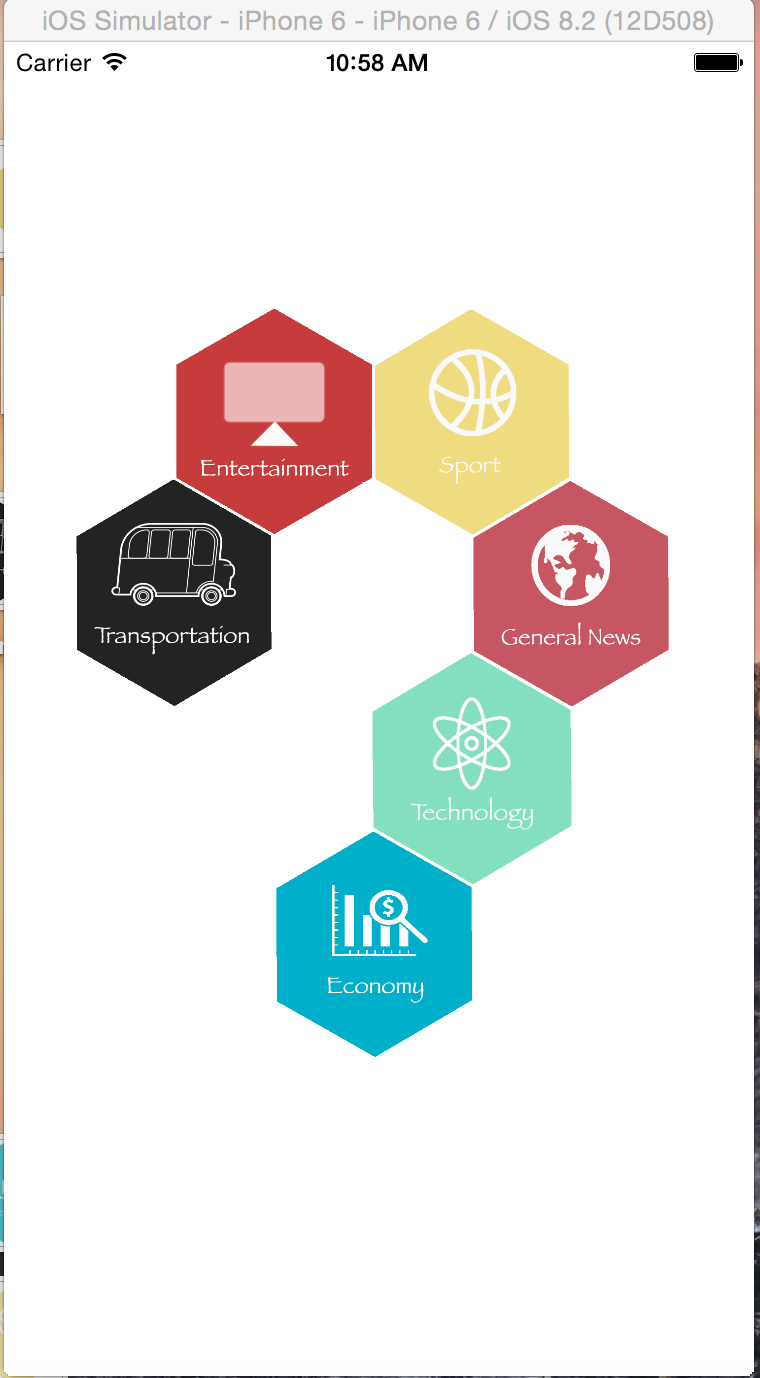 iOS Simulator - iPhone 6 - iPhone 6 / iOS 8.2 (12D508)
Carrier 10:58 AM
Entertainment
Sport
Transportation
General News
Technology
$
Economy